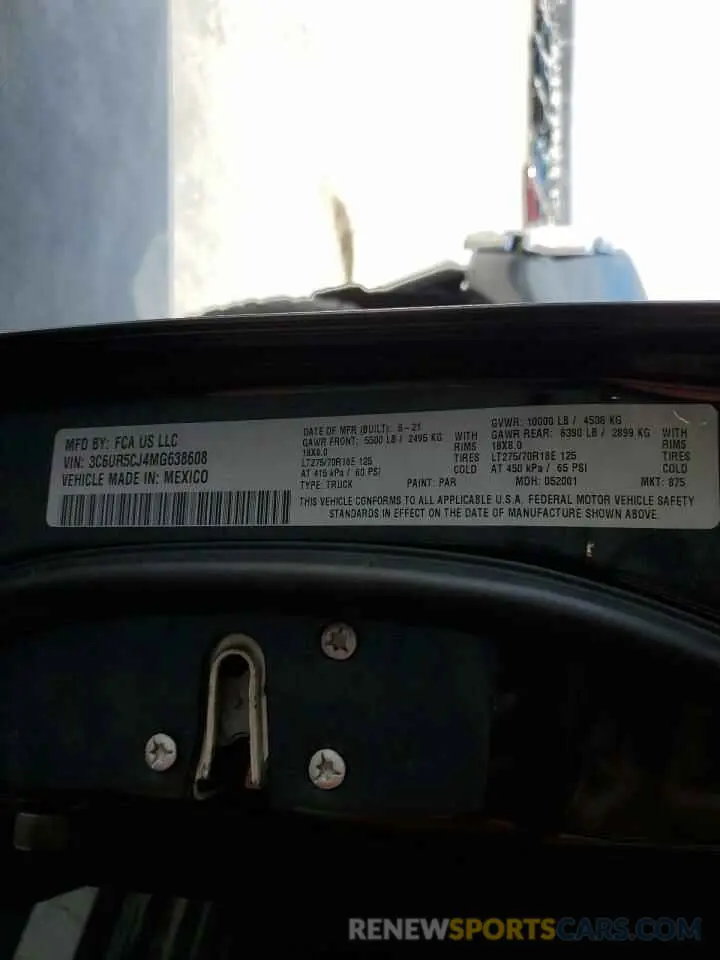 MFD BY: FCA US LLC
VIN: 3C6UR5CJ4MG638608
VEHICLE MADE IN: MEXICO
DATE OF MFR (BUILT): 6-21
GAWR FRONT: 5500 LB / 2495 KG WITH
18X8.0 RIMS
LT275/70R18E 125 TIRES
AT 415 kPa / 60 PSI COLD
TYPE: TRUCK PAINT: PAR
GVWR: 10000 LB / 4536 KG
GAWR REAR: 6390 LB / 2899 KG WITH
18X8.0 RIMS
LT275/70R18E 125 TIRES
AT 450 kPa / 65 PSI COLD
MDH: 052001 MKT: 875
THIS VEHICLE CONFORMS TO ALL APPLICABLE U.S.A. FEDERAL MOTOR VEHICLE SAFETY
STANDARDS IN EFFECT ON THE DATE OF MANUFACTURE SHOWN ABOVE.
RENEWSPORTSCARS.COM